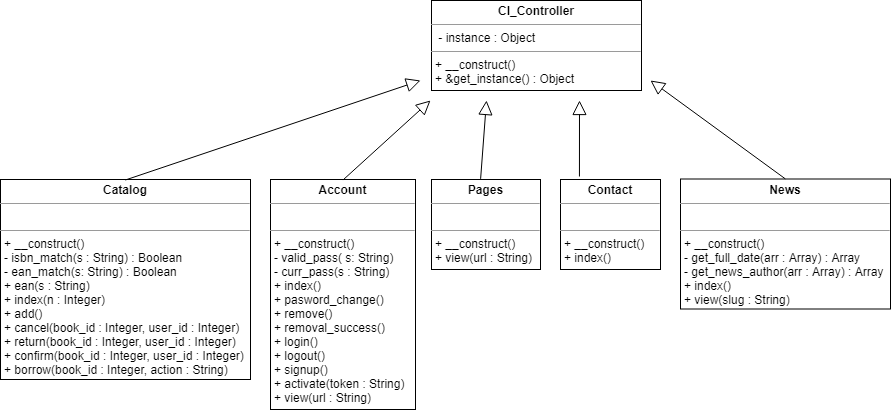 CI_Controller
- instance : Object
+ __construct()
+ &get_instance() : Object
Catalog
+ __construct()
- isbn_match(s : String) : Boolean
- ean_match(s: String) : Boolean
+ ean(s : String)
+ index(n : Integer)
+ add()
+ cancel(book_id : Integer, user_id : Integer)
+ return(book_id : Integer, user_id : Integer)
+ confirm(book_id : Integer, user_id : Integer)
+ borrow(book_id : Integer, action : String)
Account
+ __construct()
- valid_pass( s: String)
- curr_pass(s : String)
+ index()
+ pasword_change()
+ remove()
+ removal_success()
+ login()
+ logout()
+ signup()
+ activate(token : String)
+ view(url : String)
Pages
+ __construct()
+ view(url : String)
Contact
+ __construct()
+ index()
News
+ __construct()
- get_full_date(arr : Array) : Array
- get_news_author(arr : Array) : Array
+ index()
+ view(slug : String)